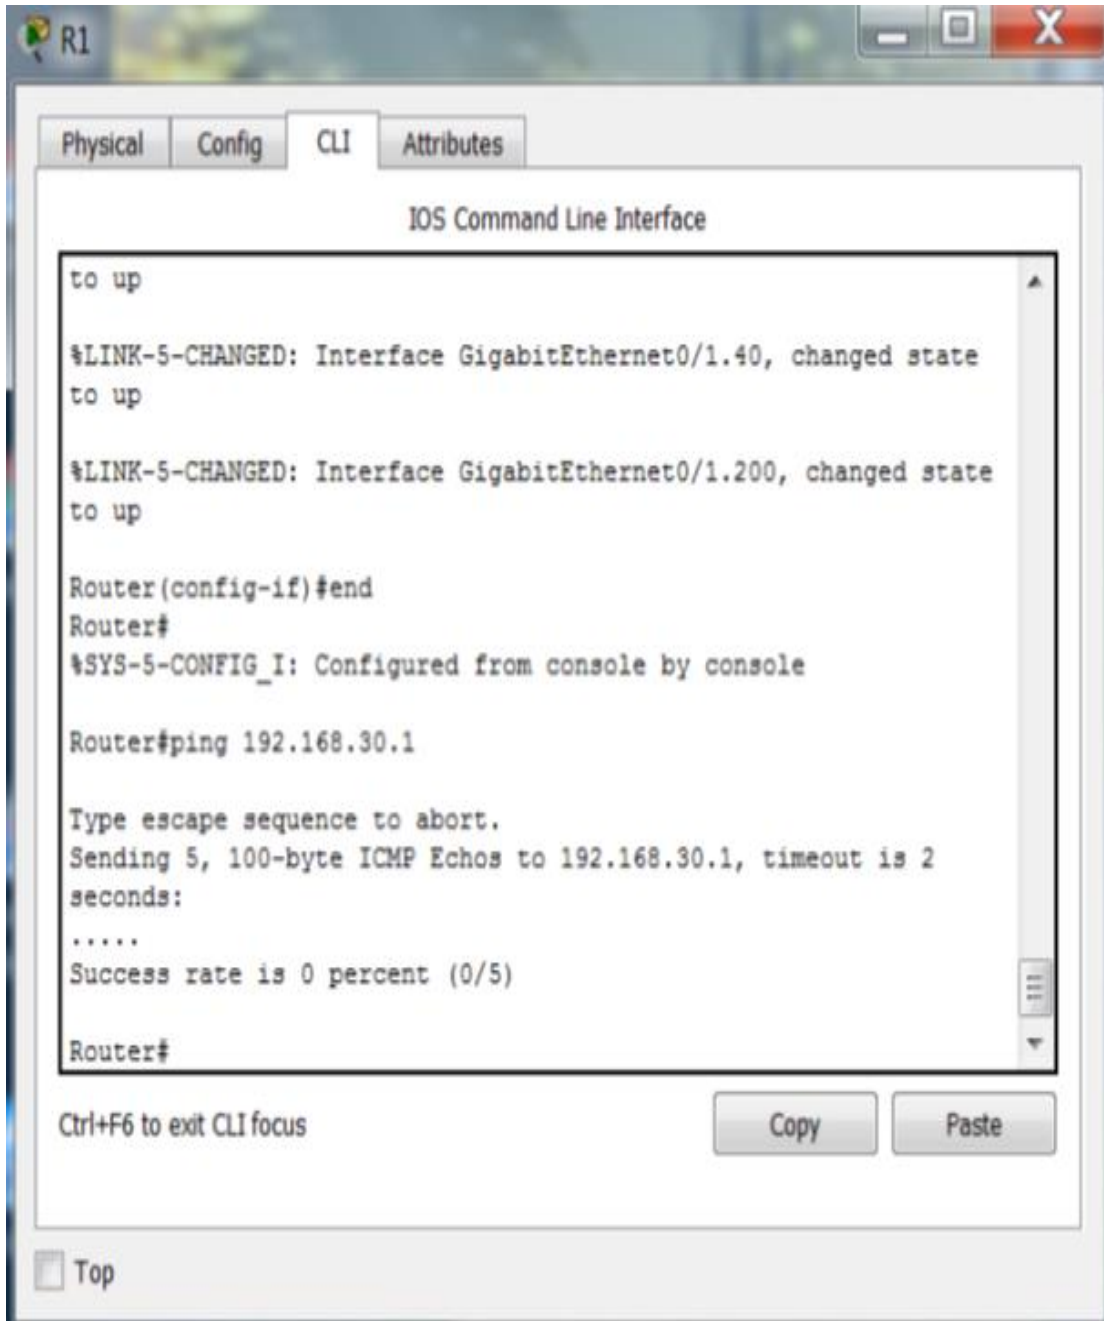 R1
Physical Config CLI Attributes
IOS Command Line Interface
to up
%LINK-5-CHANGED: Interface GigabitEthernet0/1.40, changed state
to up
%LINK-5-CHANGED: Interface GigabitEthernet0/1.200, changed state
to up
Router(config-if)#end
Router#
%SYS-5-CONFIG_I: Configured from console by console
Router#ping 192.168.30.1
Type escape sequence to abort.
Sending 5, 100-byte ICMP Echos to 192.168.30.1, timeout is 2
seconds:
.....
Success rate is 0 percent (0/5)
Router#
Ctrl+F6 to exit CLI focus
Copy Paste
Top